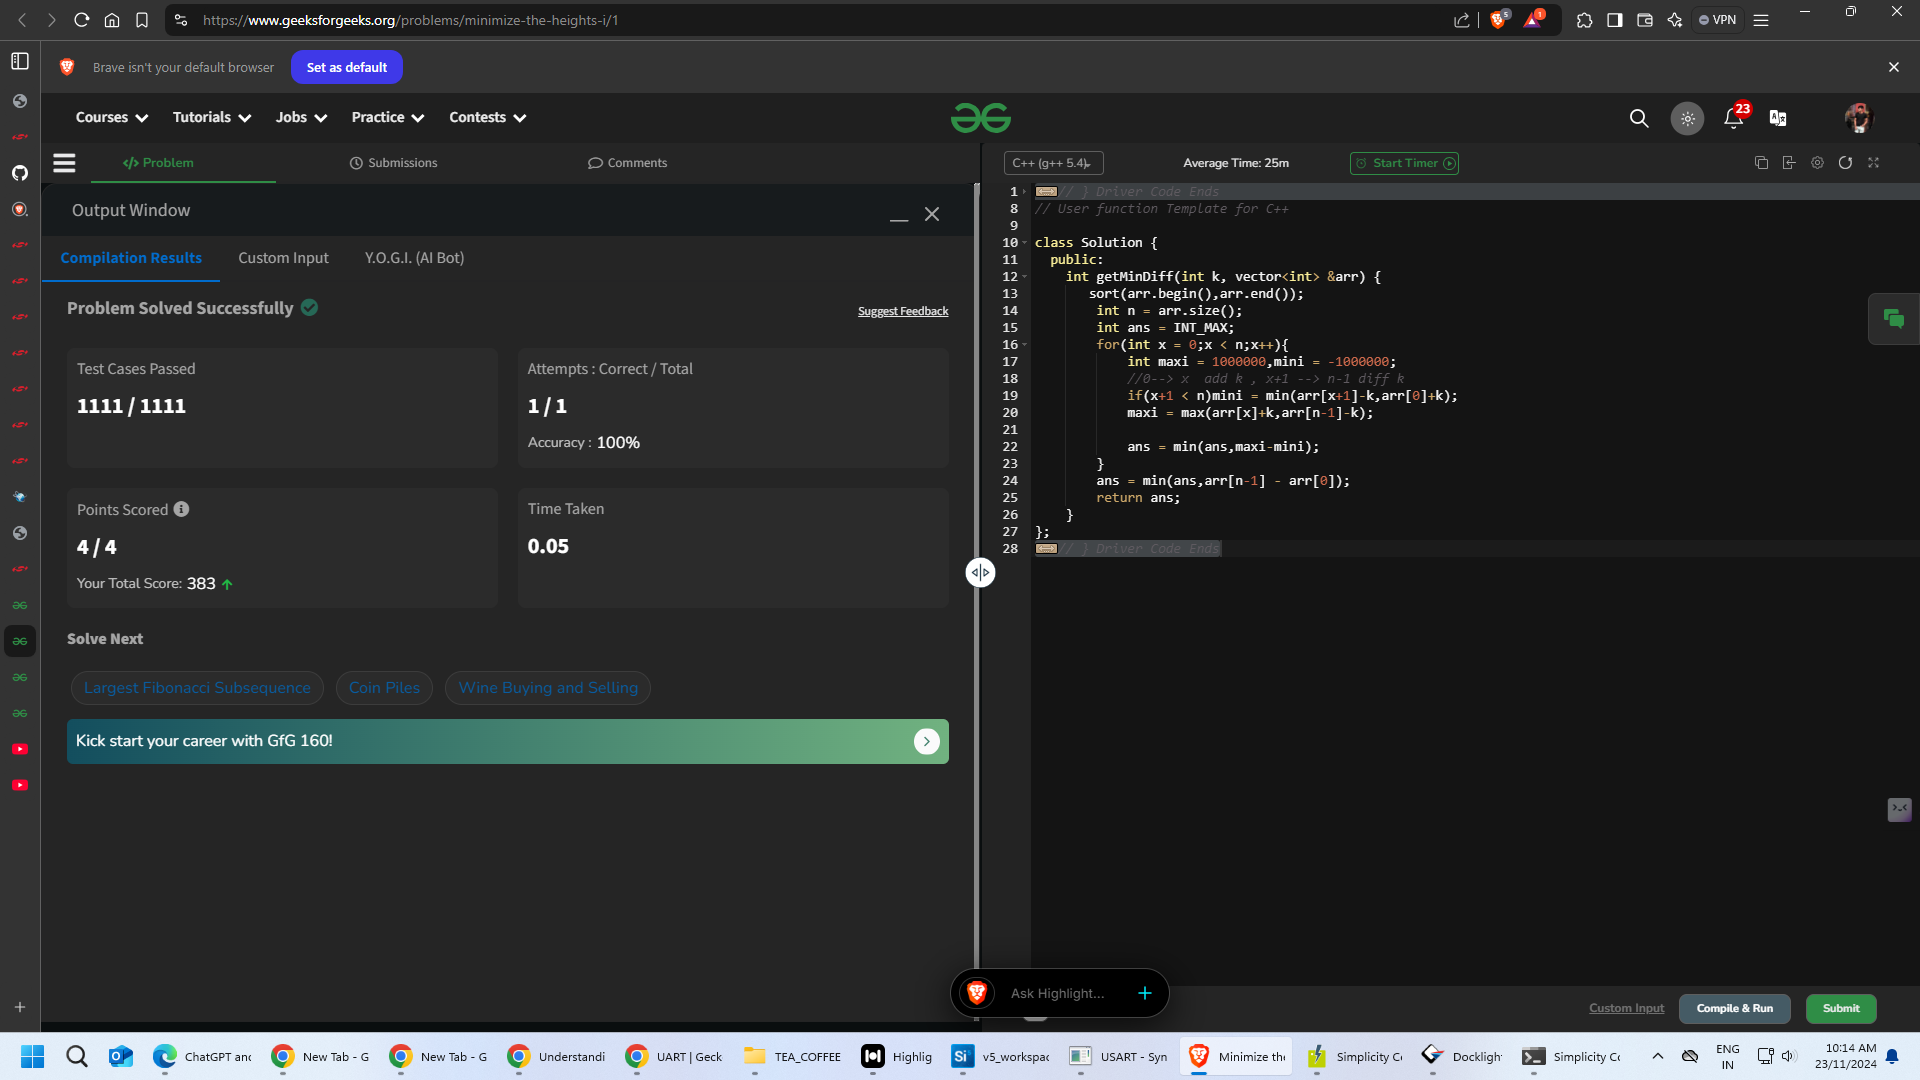 https://www.geeksforgeeks.org/problems/minimize-the-heights-i/1
5
1
VPN
Brave isn't your default browser
Set as default
Courses
Tutorials
Jobs
Practice
Contests
23
</> Problem
Submissions
Comments
C++ (g++ 5.4)
Average Time: 25m
Start Timer
Output Window
Compilation Results
Custom Input
Y.O.G.I. (AI Bot)
Problem Solved Successfully
Suggest Feedback
Test Cases Passed
1111 / 1111
Attempts : Correct / Total
1 / 1
Accuracy : 100%
Points Scored
4 / 4
Your Total Score: 383
Time Taken
0.05
Solve Next
Largest Fibonacci Subsequence
Coin Piles
Wine Buying and Selling
Kick start your career with GfG 160!
1 // } Driver Code Ends
8 // User function Template for C++
9
10 class Solution {
11 public:
12 int getMinDiff(int k, vector<int> &arr) {
13 sort(arr.begin(),arr.end());
14 int n = arr.size();
15 int ans = INT_MAX;
16 for(int x = 0;x < n;x++){
17 int maxi = 1000000,mini = -1000000;
18 //0--> x  add k , x+1 --> n-1 diff k
19 if(x+1 < n)mini = min(arr[x+1]-k,arr[0]+k);
20 maxi = max(arr[x]+k,arr[n-1]-k);
21
22 ans = min(ans,maxi-mini);
23 }
24 ans = min(ans,arr[n-1] - arr[0]);
25 return ans;
26 }
27 };
28 // } Driver Code Ends
Ask Highlight...
Custom Input
Compile & Run
Submit
ChatGPT and
New Tab - G
New Tab - G
Understandi
UART | Geck
TEA_COFFEE
Highlig
v5_workspac
USART - Syn
Minimize the
Simplicity Co
Docklight
Simplicity Co
ENG
IN
10:14 AM
23/11/2024